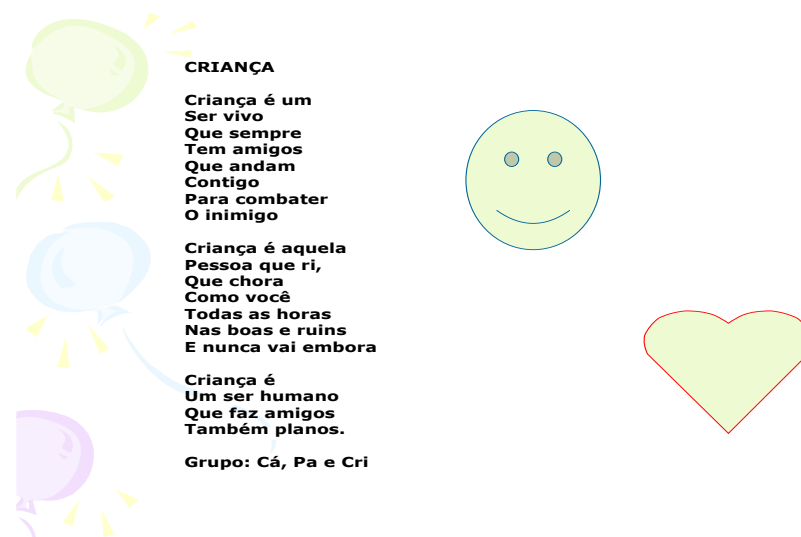 CRIANÇA
Criança é um
Ser vivo
Que sempre
Tem amigos
Que andam
Contigo
Para combater
O inimigo
Criança é aquela
Pessoa que ri,
Que chora
Como você
Todas as horas
Nas boas e ruins
E nunca vai embora
Criança é
Um ser humano
Que faz amigos
Também planos.
Grupo: Cá, Pa e Cri